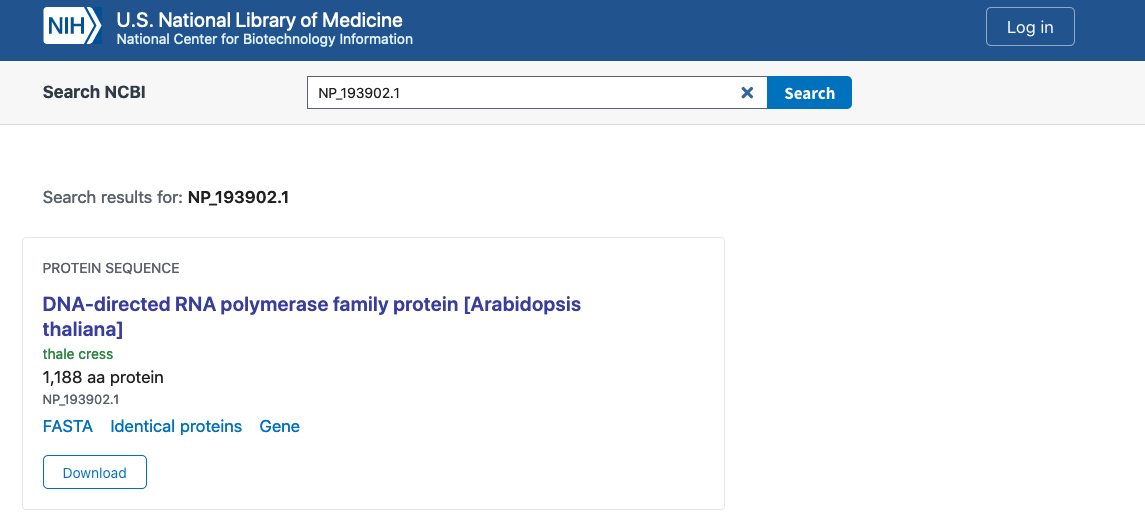 NIH
U.S. National Library of Medicine
National Center for Biotechnology Information
Log in
Search NCBI
NP_193902.1
Search
Search results for: NP_193902.1
PROTEIN SEQUENCE
DNA-directed RNA polymerase family protein [Arabidopsis
thaliana]
thale cress
1,188 aa protein
NP_193902.1
FASTA Identical proteins Gene
Download